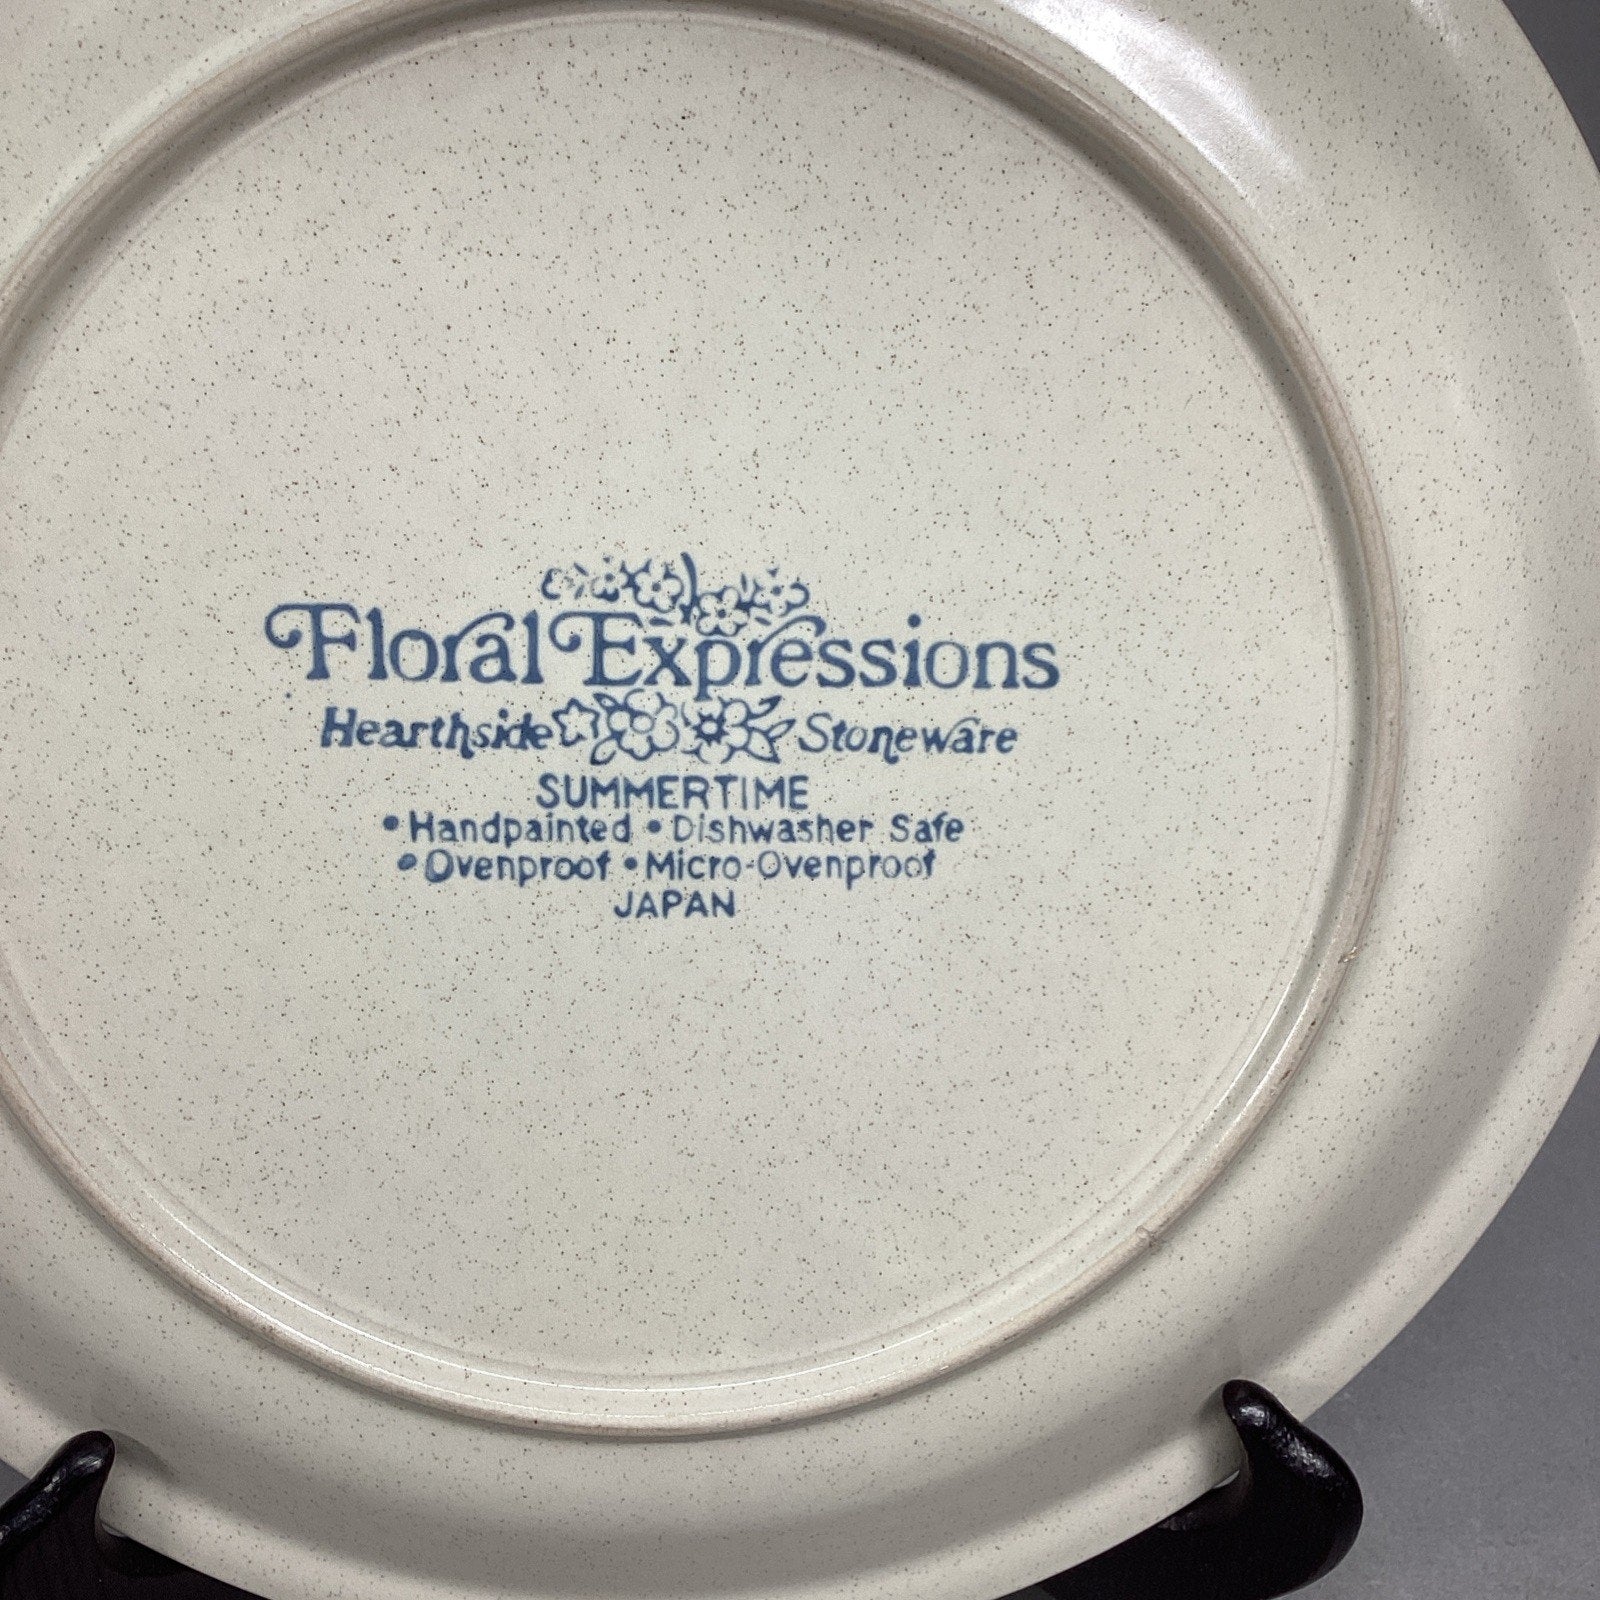 Floral Expressions
Hearthside Stoneware
SUMMERTIME
• Handpainted • Dishwasher Safe
• Ovenproof • Micro-Ovenproof
JAPAN